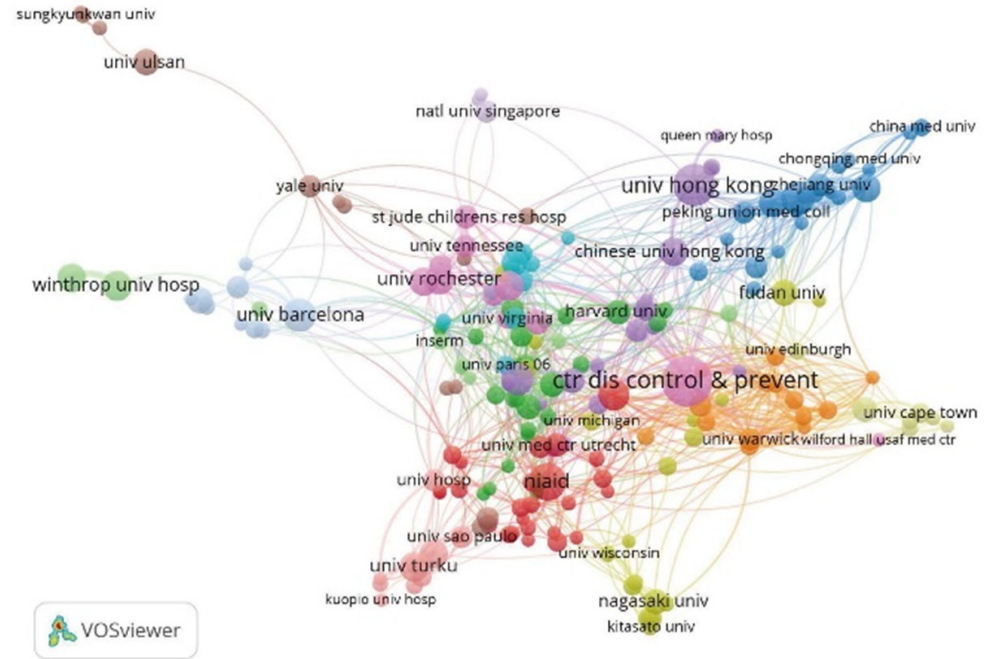 sungkyunkwan univ
univ ulsan
natl univ singapore
china med univ
queen mary hosp
chongqing med univ
yale univ
univ hong kong
zhejiang univ
peking union med coll
st jude childrens res hosp
univ tennessee
chinese univ hong kong
univ rochester
winthrop univ hosp
fudan univ
univ barcelona
univ virginia
harvard univ
inserm
univ edinburgh
univ paris 06
ctr dis control & prevent
univ cape town
univ michigan
univ warwick
wilford hall usaf med ctr
univ med ctr utrecht
univ hosp
niaid
univ sao paulo
univ wisconsin
univ turku
kuopio univ hosp
nagasaki univ
kitasato univ
VOSviewer